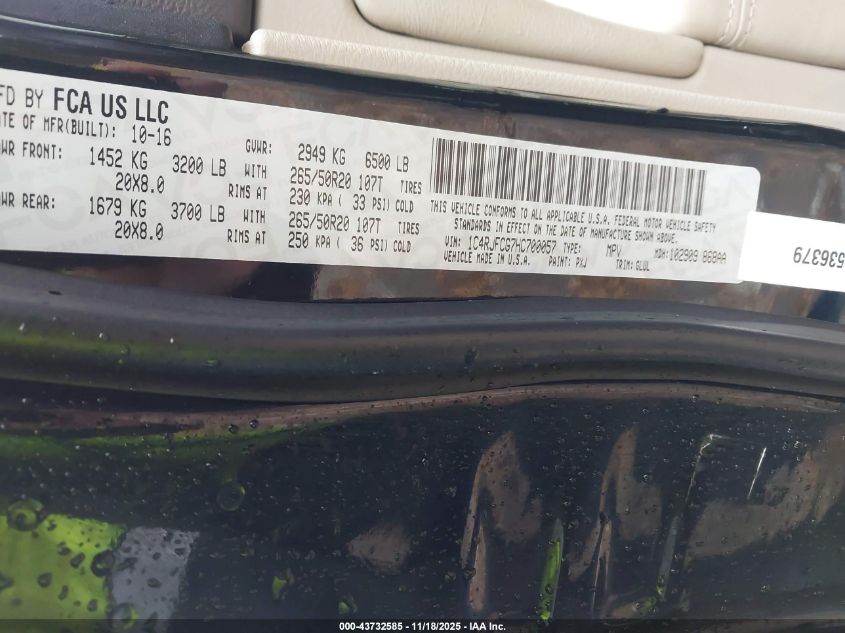 FD BY FCA US LLC
ATE OF MFR(BUILT): 10-16 GVWR: 2949 KG 6500 LB
WR FRONT: 1452 KG 3200 LB WITH 265/50R20 107T TIRES
20X8.0 RIMS AT 230 KPA ( 33 PSI) COLD
WR REAR: 1679 KG 3700 LB WITH 265/50R20 107T TIRES
20X8.0 RIMS AT 250 KPA ( 36 PSI) COLD
THIS VEHICLE CONFORMS TO ALL APPLICABLE U.S.A. FEDERAL MOTOR VEHICLE SAFETY
STANDARDS IN EFFECT ON THE DATE OF MANUFACTURE SHOWN ABOVE.
VIN: 1C4RJFCG7HC700057 TYPE: MPV MDH: 102909 868AA
VEHICLE MADE IN U.S.A. PAINT: PXJ TRIM: GLUL
536379
000-43732585 - 11/18/2025 - IAA Inc.